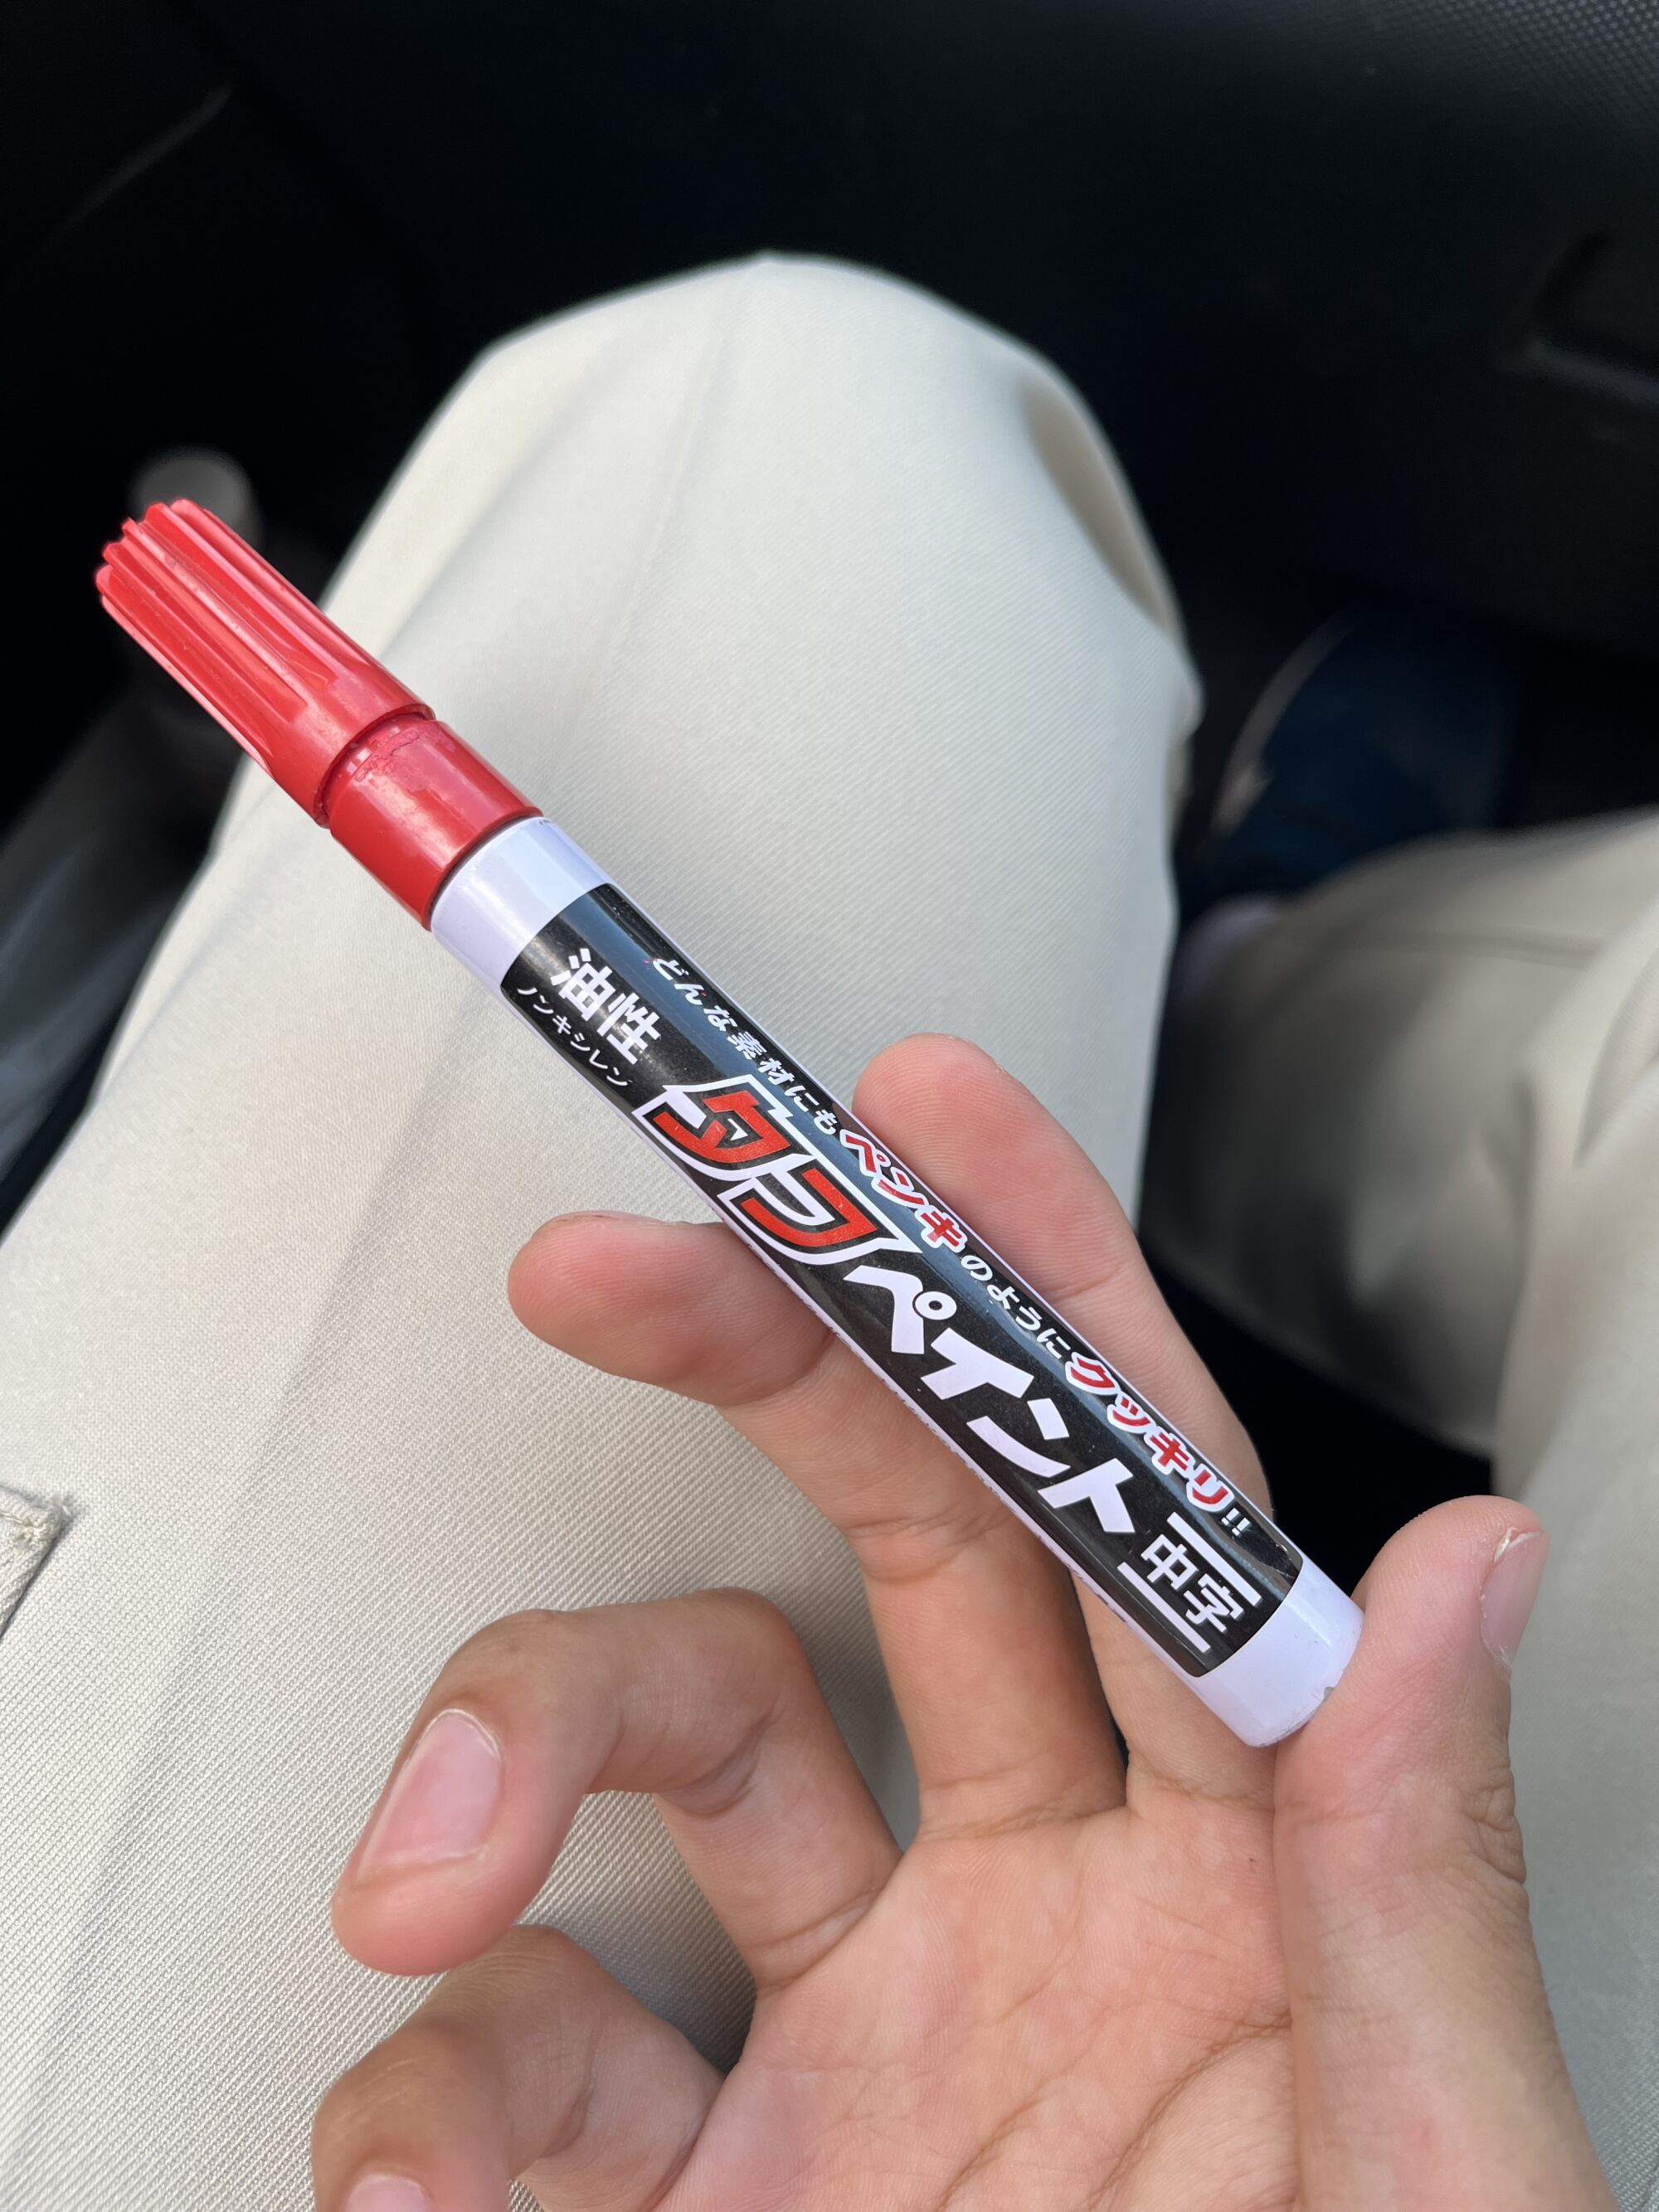 どんな素材にもペンキのようにクッキリ!!
油性
ノンキシレン
タフペイント
中字